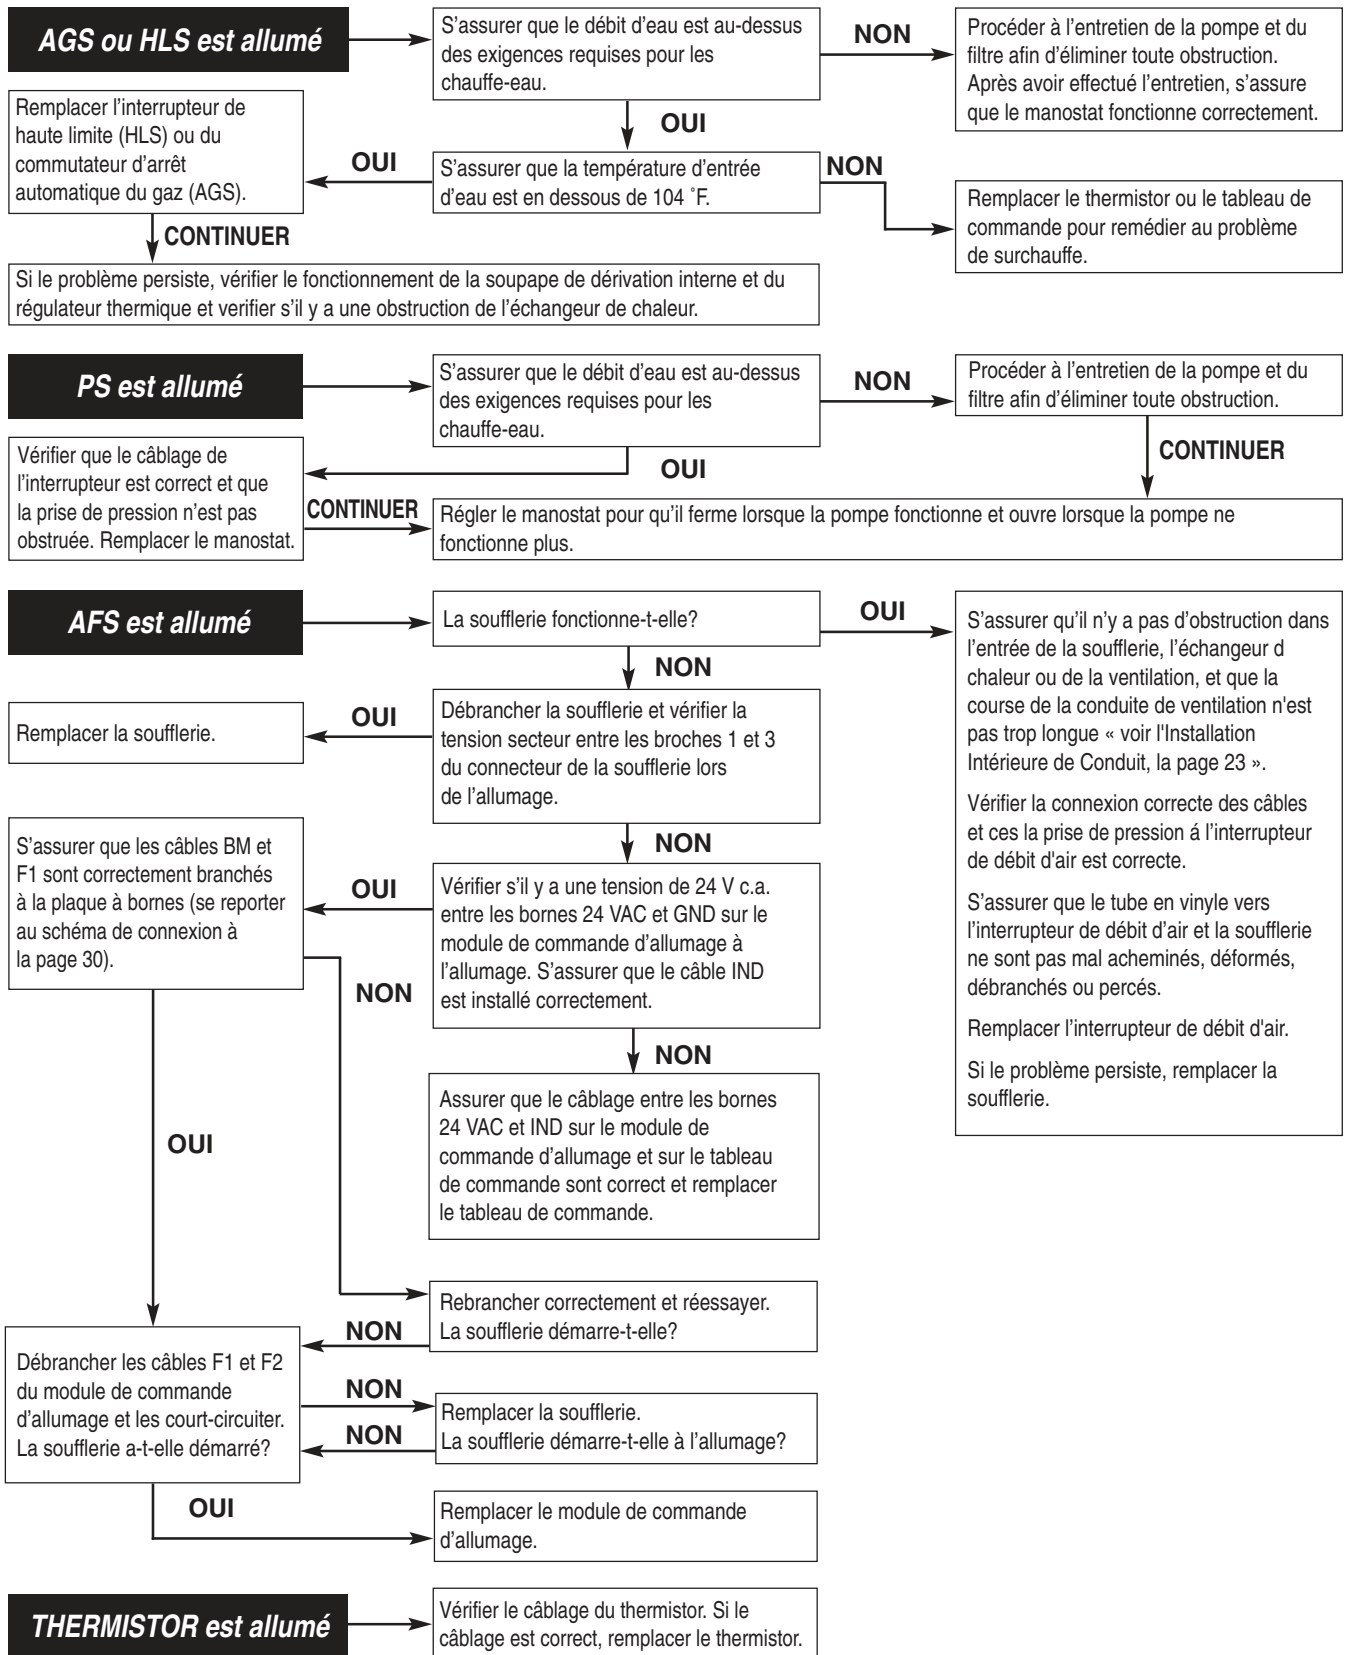 AGS ou HLS est allumé
S'assurer que le débit d'eau est au-dessus
des exigences requises pour les
chauffe-eau.
NON
Procéder à l'entretien de la pompe et du
filtre afin d'éliminer toute obstruction.
Après avoir effectué l'entretien, s'assure
que le manostat fonctionne correctement.
OUI
Remplacer l'interrupteur de
haute limite (HLS) ou du
commutateur d'arrêt
automatique du gaz (AGS).
OUI
S'assurer que la température d'entrée
d'eau est en dessous de 104 ˚F.
NON
Remplacer le thermistor ou le tableau de
commande pour remédier au problème
de surchauffe.
CONTINUER
Si le problème persiste, vérifier le fonctionnement de la soupape de dérivation interne et du
régulateur thermique et verifier s'il y a une obstruction de l'échangeur de chaleur.
PS est allumé
S'assurer que le débit d'eau est au-dessus
des exigences requises pour les
chauffe-eau.
NON
Procéder à l'entretien de la pompe et du
filtre afin d'éliminer toute obstruction.
CONTINUER
OUI
Vérifier que le câblage de
l'interrupteur est correct et que
la prise de pression n'est pas
obstruée. Remplacer le manostat.
CONTINUER
Régler le manostat pour qu'il ferme lorsque la pompe fonctionne et ouvre lorsque la pompe ne
fonctionne plus.
AFS est allumé
La soufflerie fonctionne-t-elle?
OUI
S'assurer qu'il n'y a pas d'obstruction dans
l'entrée de la soufflerie, l'échangeur d
chaleur ou de la ventilation, et que la
course de la conduite de ventilation n'est
pas trop longue « voir l'Installation
Intérieure de Conduit, la page 23 ».
Vérifier la connexion correcte des câbles
et ces la prise de pression á l'interrupteur
de débit d'air est correcte.
S'assurer que le tube en vinyle vers
l'interrupteur de débit d'air et la soufflerie
ne sont pas mal acheminés, déformés,
débranchés ou percés.
Remplacer l'interrupteur de débit d'air.
Si le problème persiste, remplacer la
soufflerie.
NON
Remplacer la soufflerie.
OUI
Débrancher la soufflerie et vérifier la
tension secteur entre les broches 1 et 3
du connecteur de la soufflerie lors
de l'allumage.
NON
S'assurer que les câbles BM et
F1 sont correctement branchés
à la plaque à bornes (se reporter
au schéma de connexion à
la page 30).
OUI
Vérifier s'il y a une tension de 24 V c.a.
entre les bornes 24 VAC et GND sur le
module de commande d'allumage à
l'allumage. S'assurer que le câble IND
est installé correctement.
NON
NON
Assurer que le câblage entre les bornes
24 VAC et IND sur le module de
commande d'allumage et sur le tableau
de commande sont correct et remplacer
le tableau de commande.
OUI
Rebrancher correctement et réessayer.
La soufflerie démarre-t-elle?
NON
Débrancher les câbles F1 et F2
du module de commande
d'allumage et les court-circuiter.
La soufflerie a-t-elle démarré?
NON
Remplacer la soufflerie.
La soufflerie démarre-t-elle à l'allumage?
NON
OUI
Remplacer le module de commande
d'allumage.
THERMISTOR est allumé
Vérifier le câblage du thermistor. Si le
câblage est correct, remplacer le thermistor.